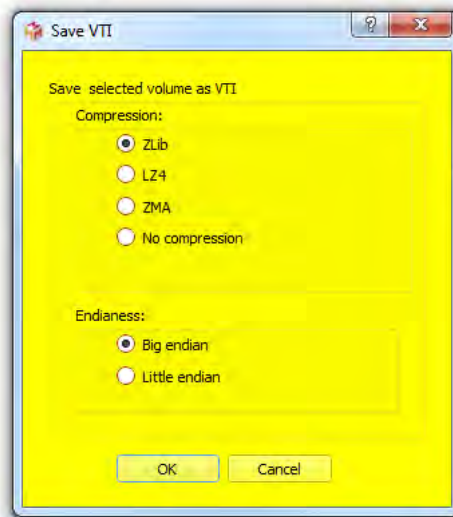 Save VTI
Save selected volume as VTI
Compression:
ZLib
LZ4
ZMA
No compression
Endianess:
Big endian
Little endian
OK
Cancel